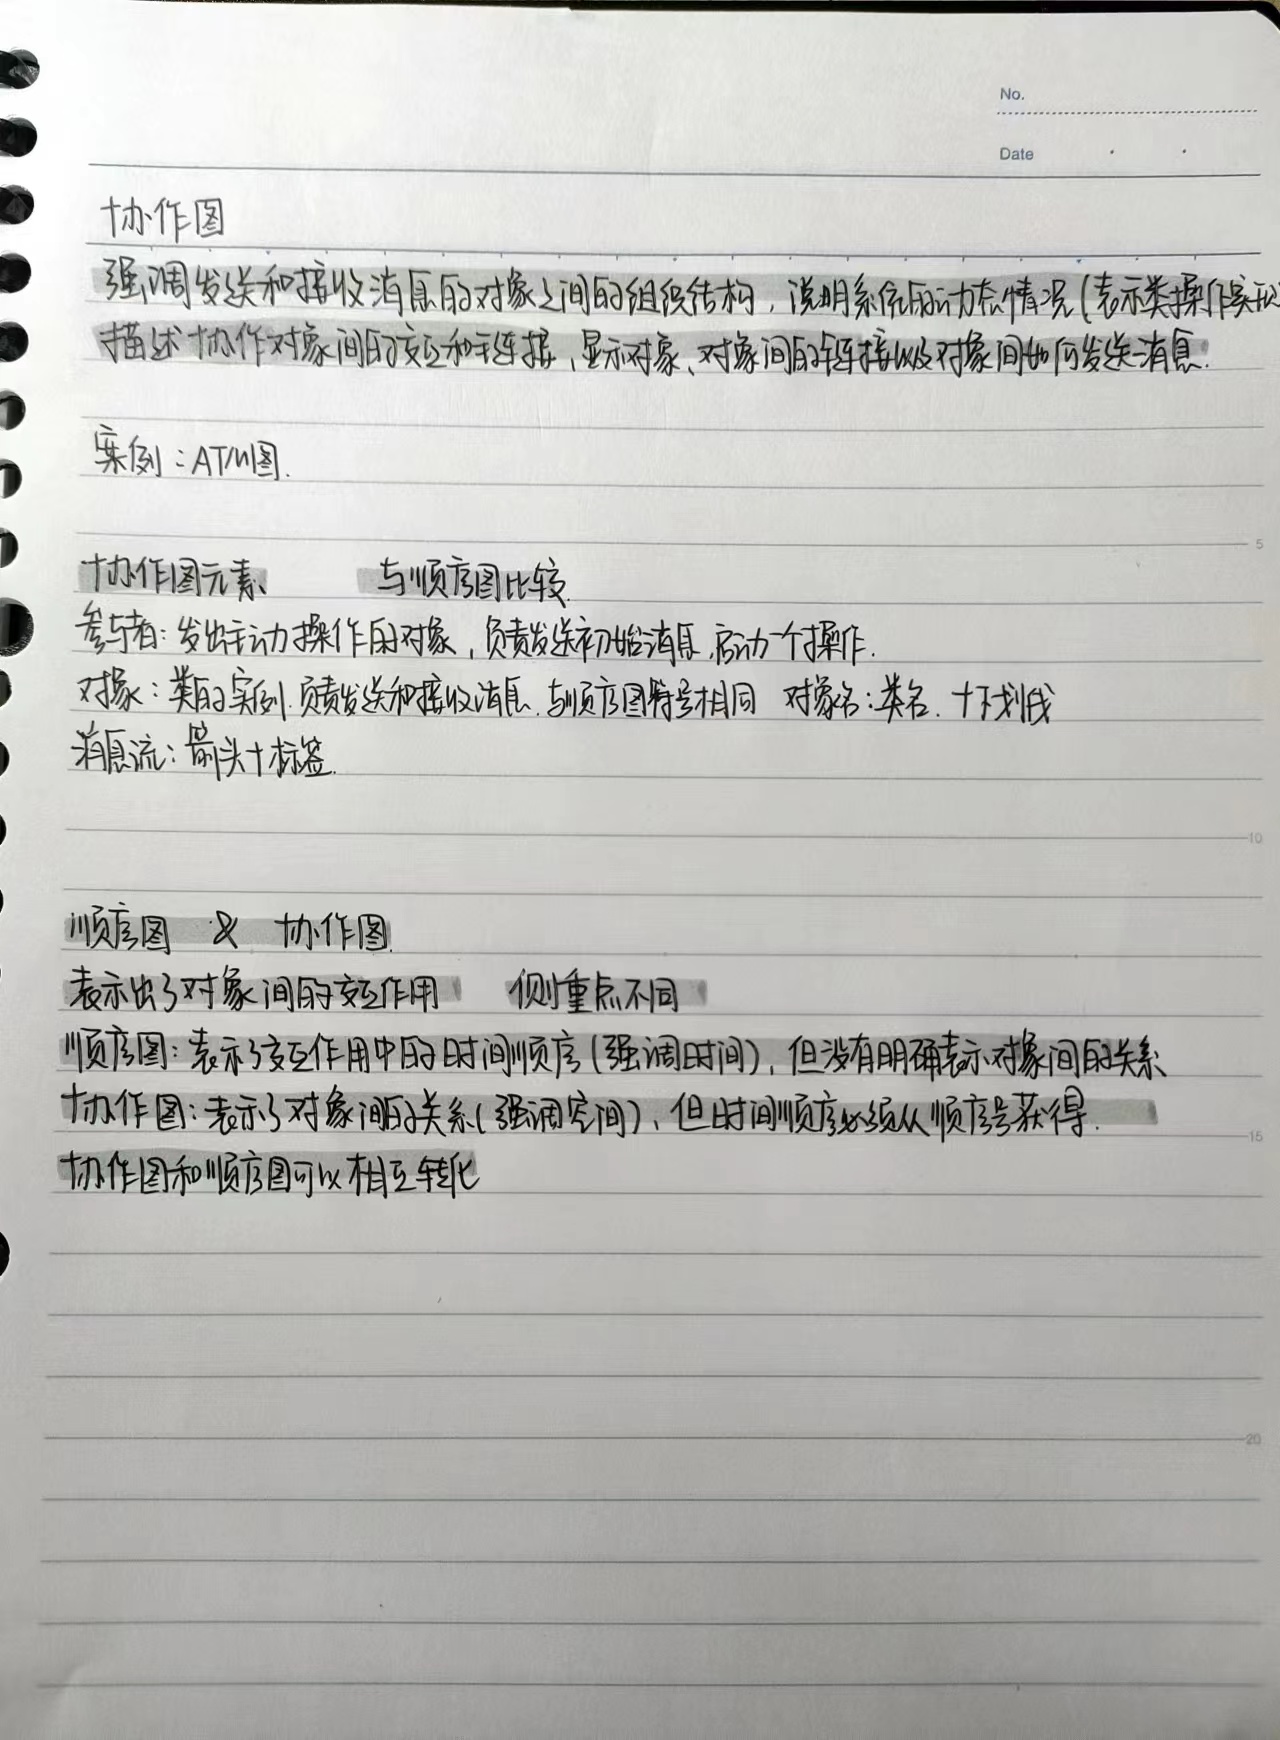 No.
Date
协作图
强调发送和接收消息的对象之间的组织结构，说明系统的动态情况(表示类操作实现
描述协作对象间的交互和链接，显示对象、对象间的链接以及对象间如何发送消息.
案例：ATM图.
5
协作图元素 与顺序图比较.
参与者：发出主动操作的对象，负责发送初始消息，启动一个操作.
对象：类的实例.负责发送和接收消息.与顺序图符号相同 对象名：类名. 十下划线
消息流：箭头十标签.
10
顺序图 & 协作图.
表示出了对象间的交互作用 侧重点不同
顺序图：表示了交互作用中的时间顺序(强调时间)，但没有明确表示对象间的关系
协作图：表示了对象间的关系(强调空间)，但时间顺序必须从顺序号获得.
15
协作图和顺序图可以相互转化
20